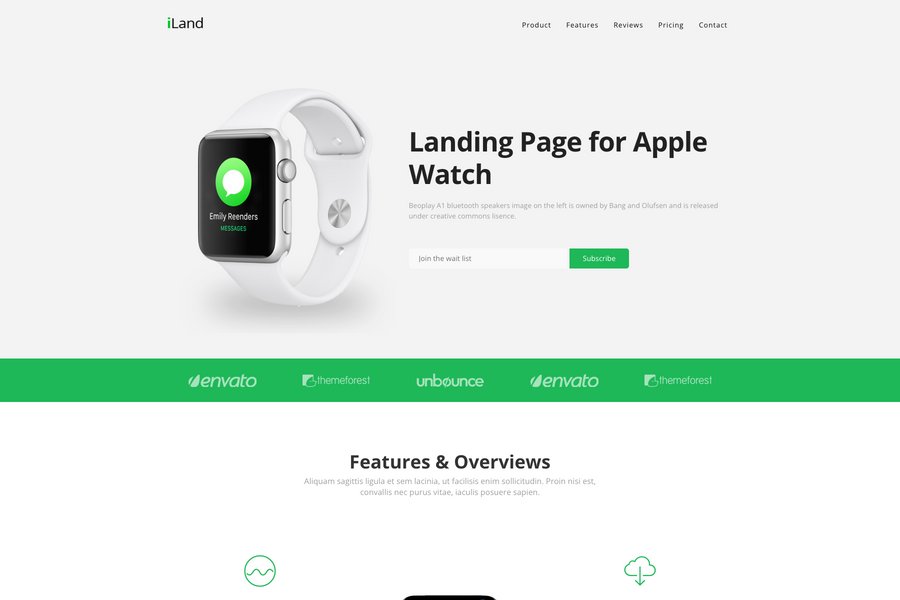 iLand
Product Features Reviews Pricing Contact
Landing Page for Apple
Watch
Beoplay A1 bluetooth speakers image on the left is owned by Bang and Olufsen and is released
under creative commons lisence.
Emily Reenders
MESSAGES
Join the wait list Subscribe
envato themeforest unbounce envato themeforest
Features & Overviews
Aliquam sagittis ligula et sem lacinia, ut facilisis enim sollicitudin. Proin nisi est,
convallis nec purus vitae, iaculis posuere sapien.